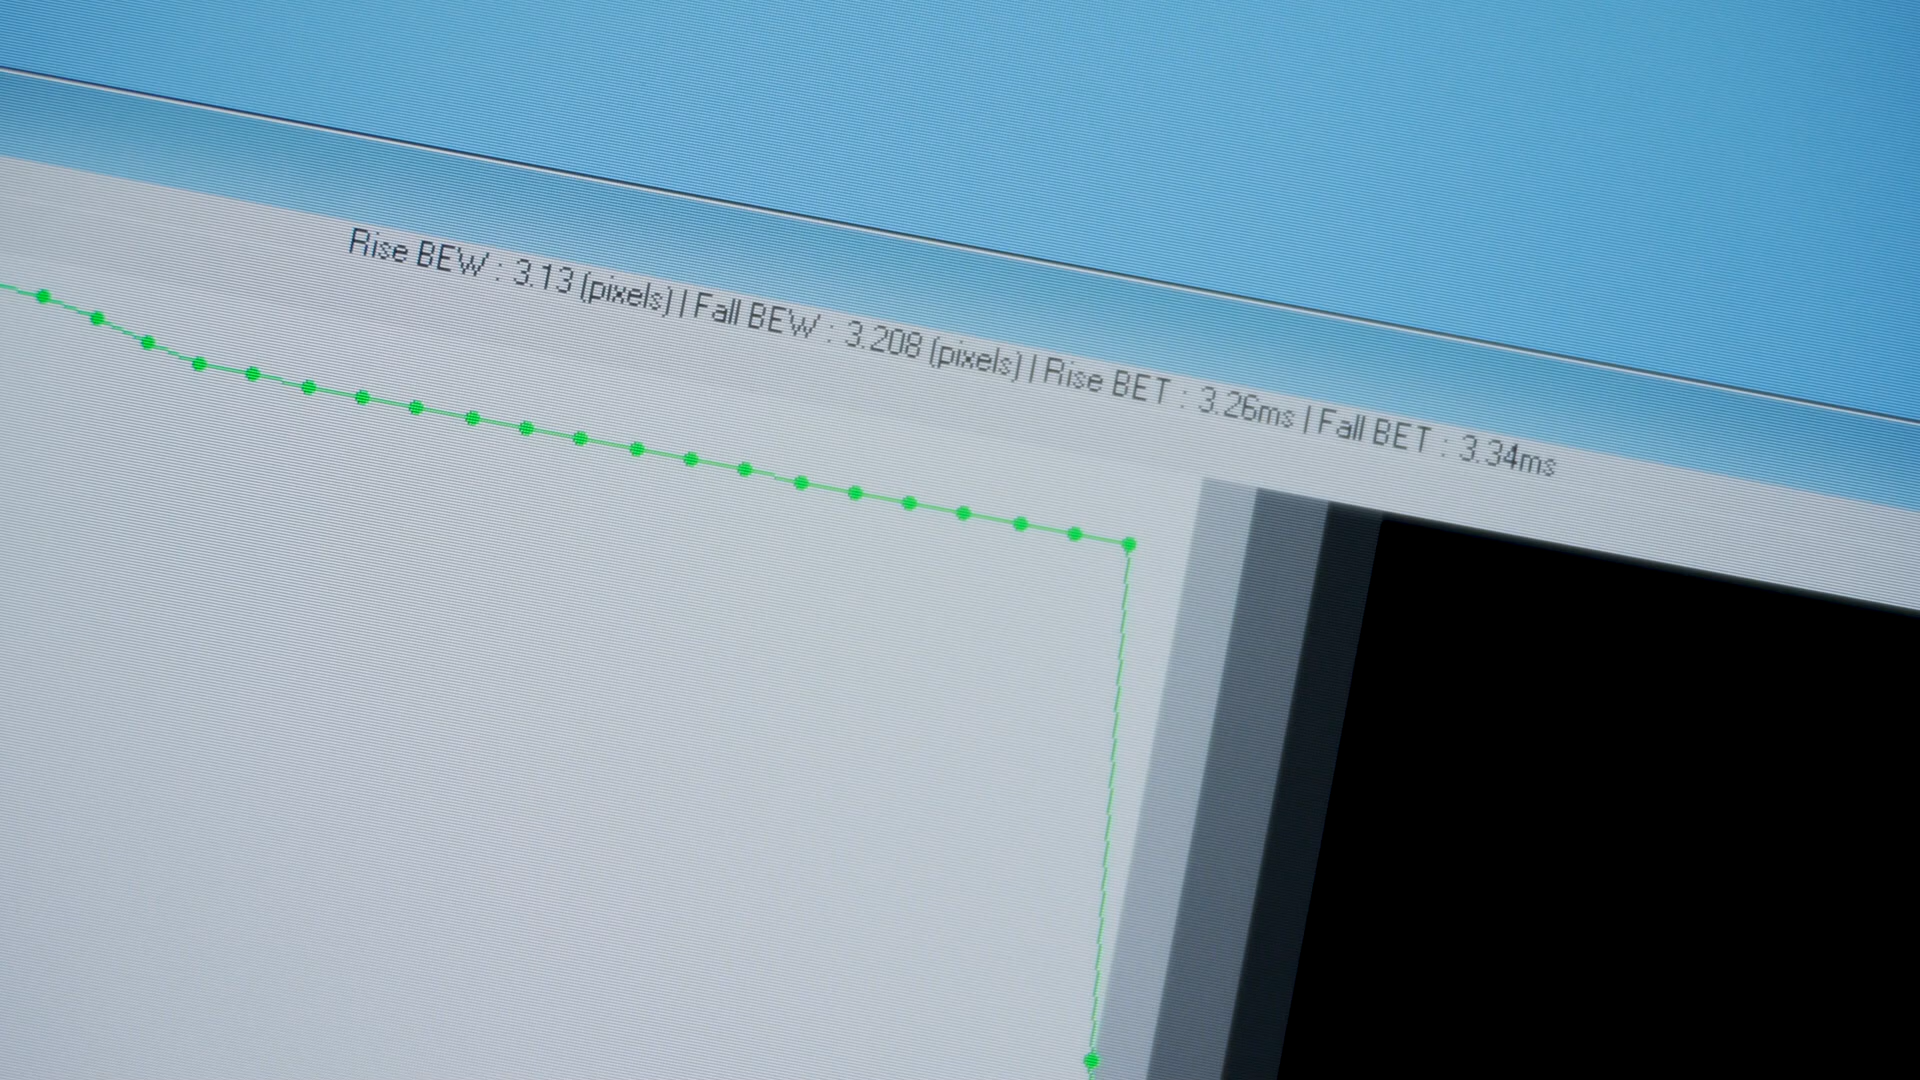 Rise BEW : 3.13 (pixels) | Fall BEW : 3.208 (pixels) | Rise BET : 3.26ms | Fall BET : 3.34ms